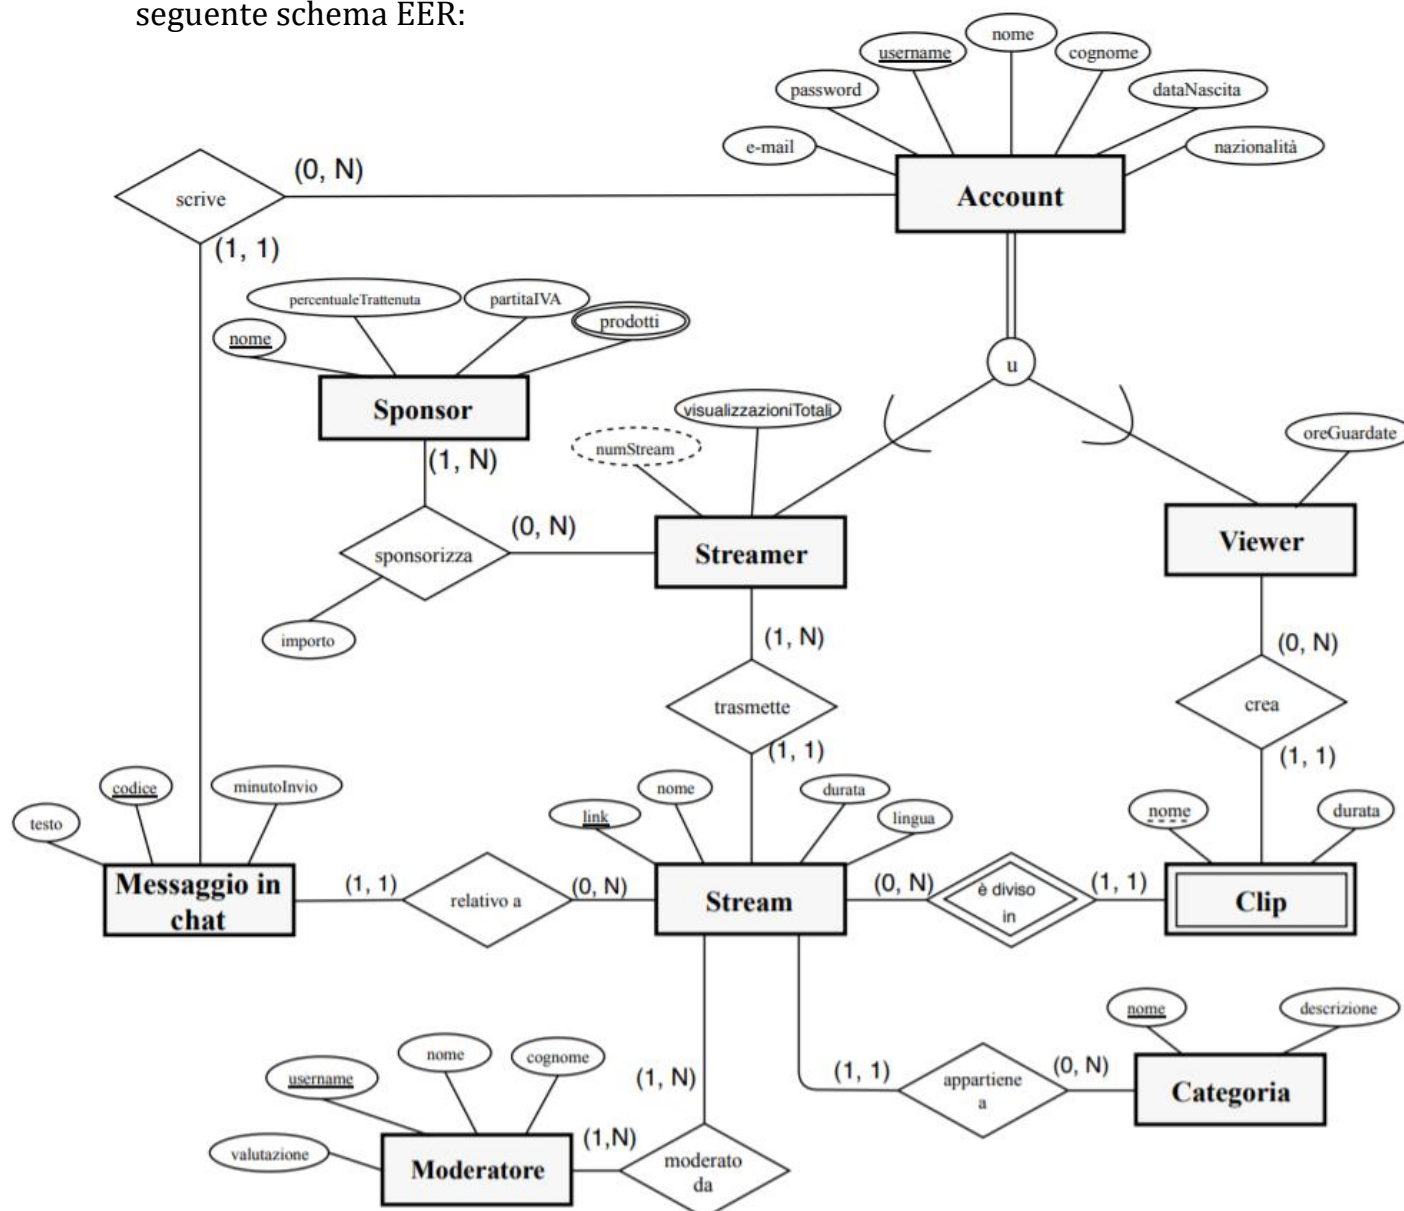 seguente schema EER:
nome
username
cognome
password
dataNascita
e-mail
nazionalità
Account
(0, N)
scrive
(1, 1)
percentualeTrattenuta
partitaIVA
prodotti
nome
u
Sponsor
visualizzazioniTotali
numStream
oreGuardate
(1, N)
(0, N)
sponsorizza
Streamer
Viewer
importo
(1, N)
(0, N)
trasmette
crea
(1, 1)
(1, 1)
codice
minutoInvio
testo
nome
durata
link
lingua
nome
durata
Messaggio in
chat
(1, 1)
relativo a
(0, N)
Stream
(0, N)
è diviso
in
(1, 1)
Clip
nome
descrizione
username
nome
cognome
(1, N)
(1, 1)
appartiene
a
(0, N)
Categoria
valutazione
Moderatore
(1,N)
moderato
da